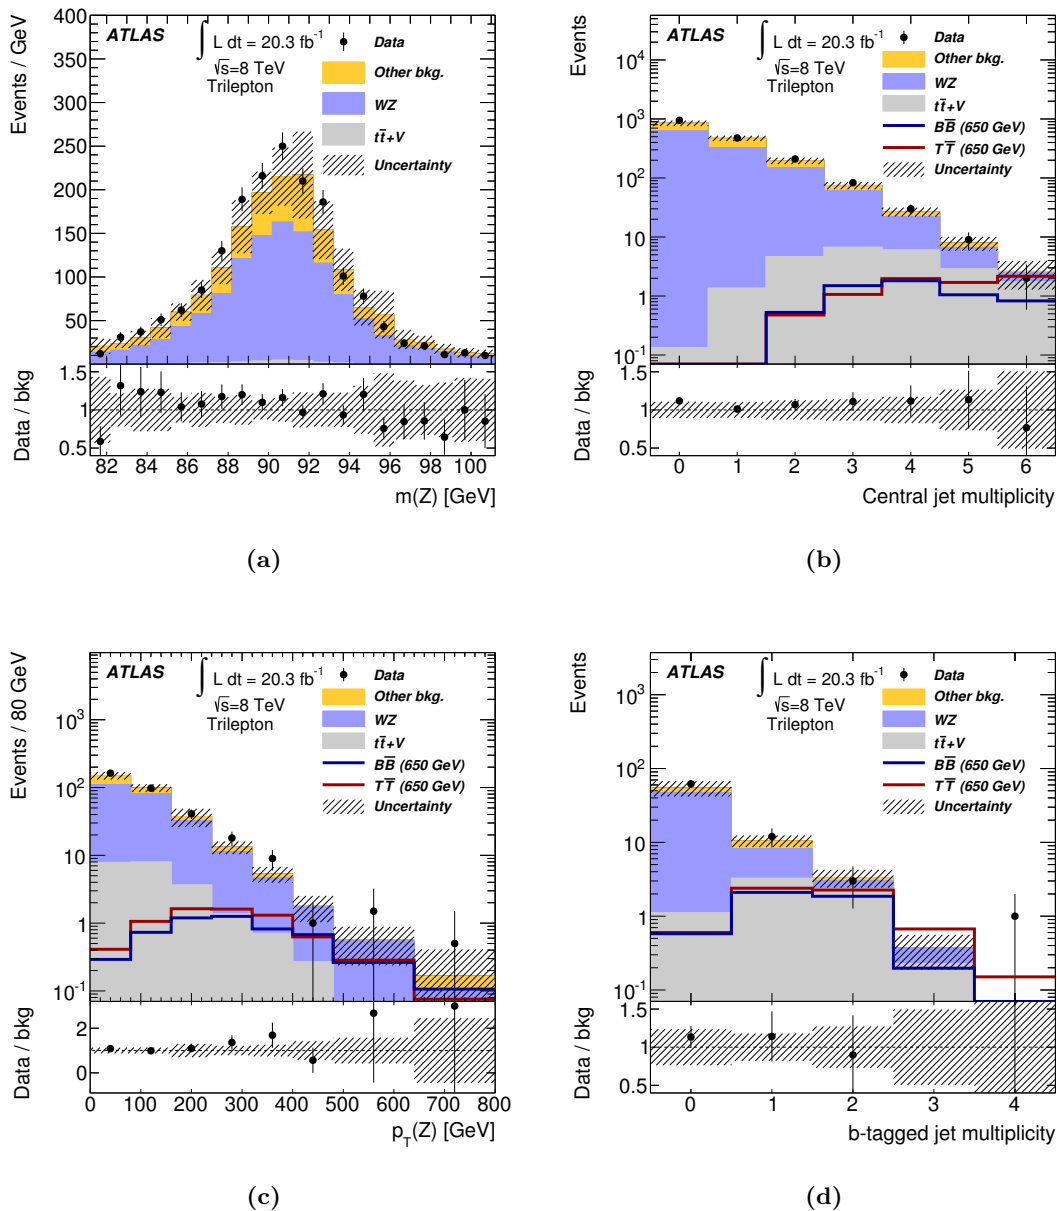 ATLAS
∫ L dt = 20.3 fb⁻¹
√s=8 TeV
Trilepton
Data
Other bkg.
WZ
tt̄+V
Uncertainty
Events / GeV
400
350
300
250
200
150
100
50
Data / bkg
1.5
1
0.5
82 84 86 88 90 92 94 96 98 100
m(Z) [GeV]
(a)
ATLAS
∫ L dt = 20.3 fb⁻¹
√s=8 TeV
Trilepton
Data
Other bkg.
WZ
tt̄+V
BB̄ (650 GeV)
TT̄ (650 GeV)
Uncertainty
Events
10⁴
10³
10²
10
1
10⁻¹
Data / bkg
1.5
1
0.5
0 1 2 3 4 5 6
Central jet multiplicity
(b)
ATLAS
∫ L dt = 20.3 fb⁻¹
√s=8 TeV
Trilepton
Data
Other bkg.
WZ
tt̄+V
BB̄ (650 GeV)
TT̄ (650 GeV)
Uncertainty
Events / 80 GeV
10³
10²
10
1
10⁻¹
Data / bkg
2
0
0 100 200 300 400 500 600 700 800
p_T(Z) [GeV]
(c)
ATLAS
∫ L dt = 20.3 fb⁻¹
√s=8 TeV
Trilepton
Data
Other bkg.
WZ
tt̄+V
BB̄ (650 GeV)
TT̄ (650 GeV)
Uncertainty
Events
10³
10²
10
1
10⁻¹
Data / bkg
1.5
1
0.5
0 1 2 3 4
b-tagged jet multiplicity
(d)